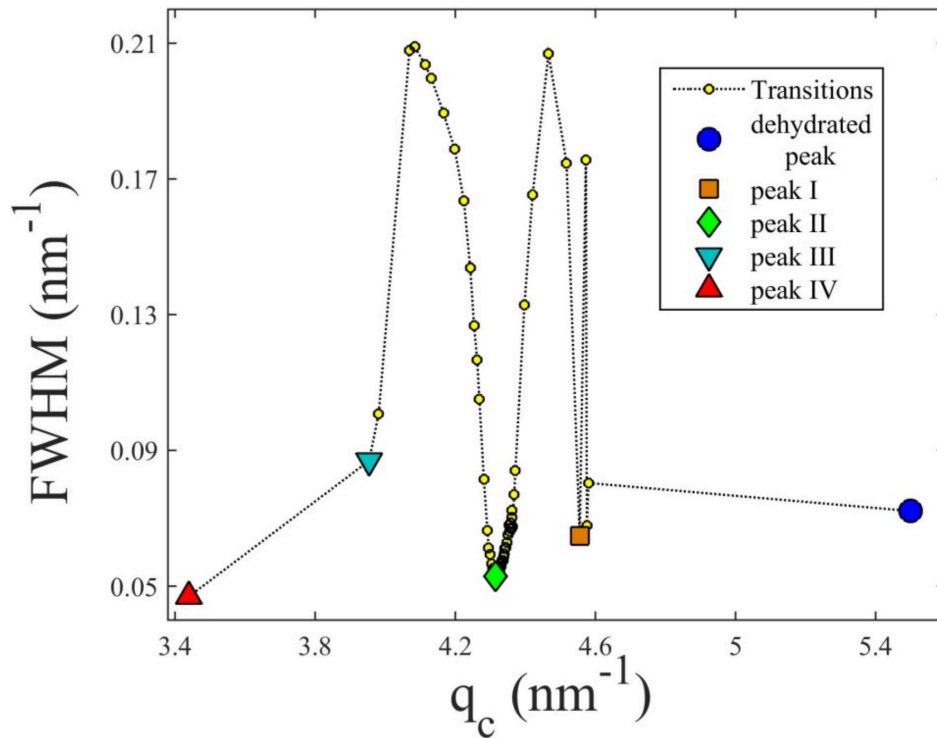 FWHM (nm⁻¹)
0.21
0.17
0.13
0.09
0.05
Transitions
dehydrated
peak
peak I
peak II
peak III
peak IV
3.4 3.8 4.2 4.6 5 5.4
q_c (nm⁻¹)